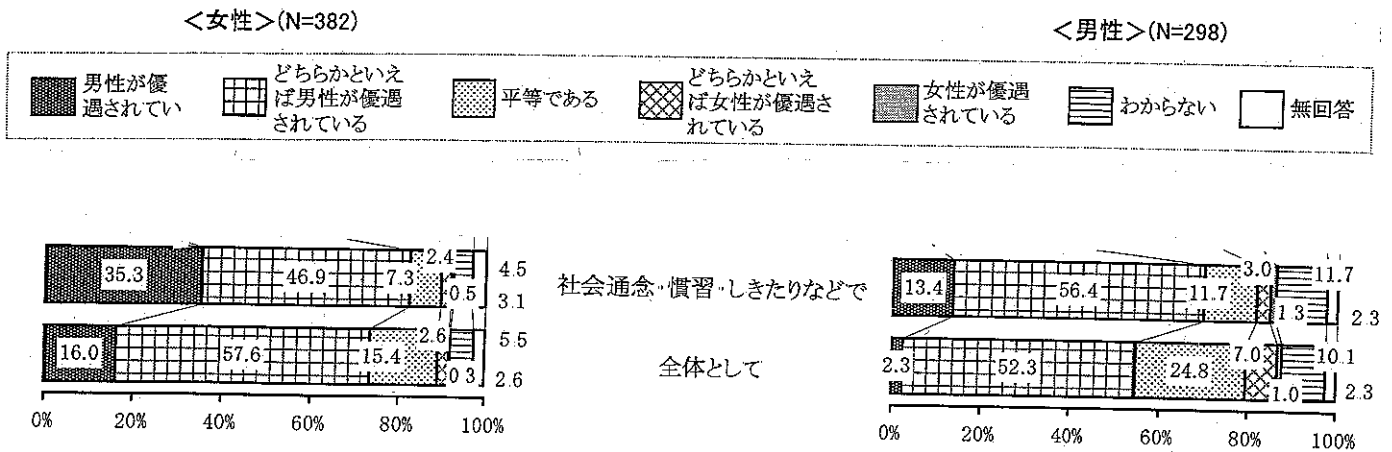 <女性>(N=382)
<男性>(N=298)
男性が優
遇されてい
どちらかといえ
ば男性が優遇
されている
平等である
どちらかといえ
ば女性が優遇さ
れている
女性が優遇
されている
わからない
無回答
35.3 46.9 7.3 2.4 0.5 4.5 3.1
社会通念・慣習・しきたりなどで
13.4 56.4 11.7 3.0 1.3 11.7 2.3
16.0 57.6 15.4 2.6 0.3 5.5 2.6
全体として
2.3 52.3 24.8 7.0 1.0 10.1 2.3
0% 20% 40% 60% 80% 100%
0% 20% 40% 60% 80% 100%